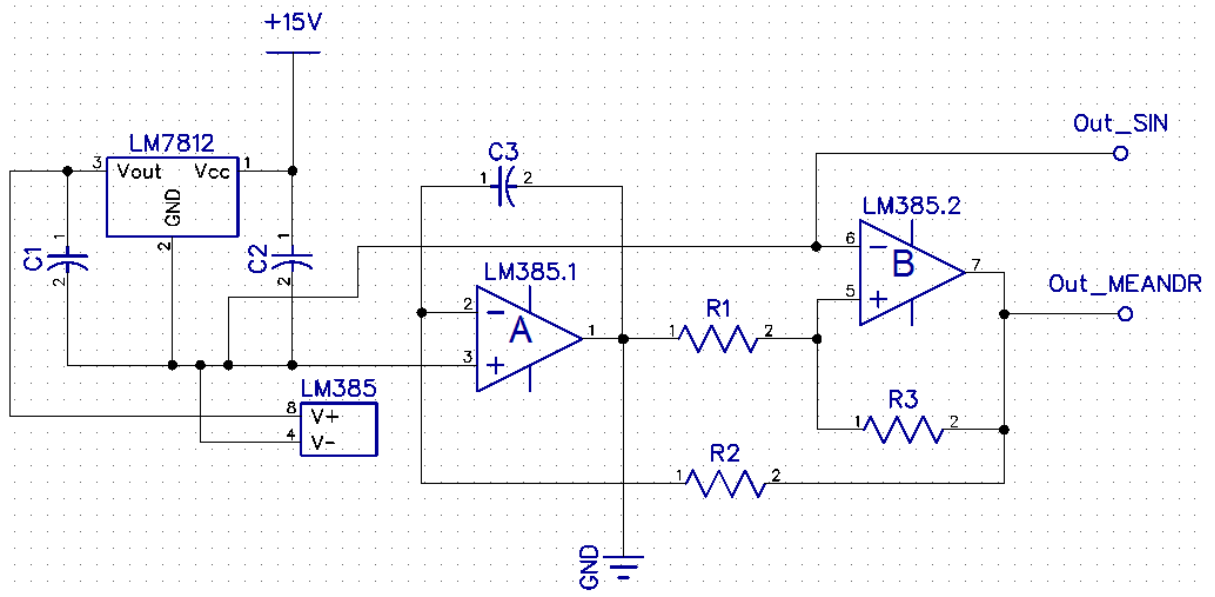 +15V
LM7812
3 Vout Vcc 1
GND
2
C1
1
2
C2
1
2
C3
1 2
Out_SIN
LM385.1
2 −
A
3 +
1
LM385.2
6 −
B
5 +
7
Out_MEANDR
R1
1 2
LM385
8 V+
4 V-
R3
1 2
R2
1 2
GND